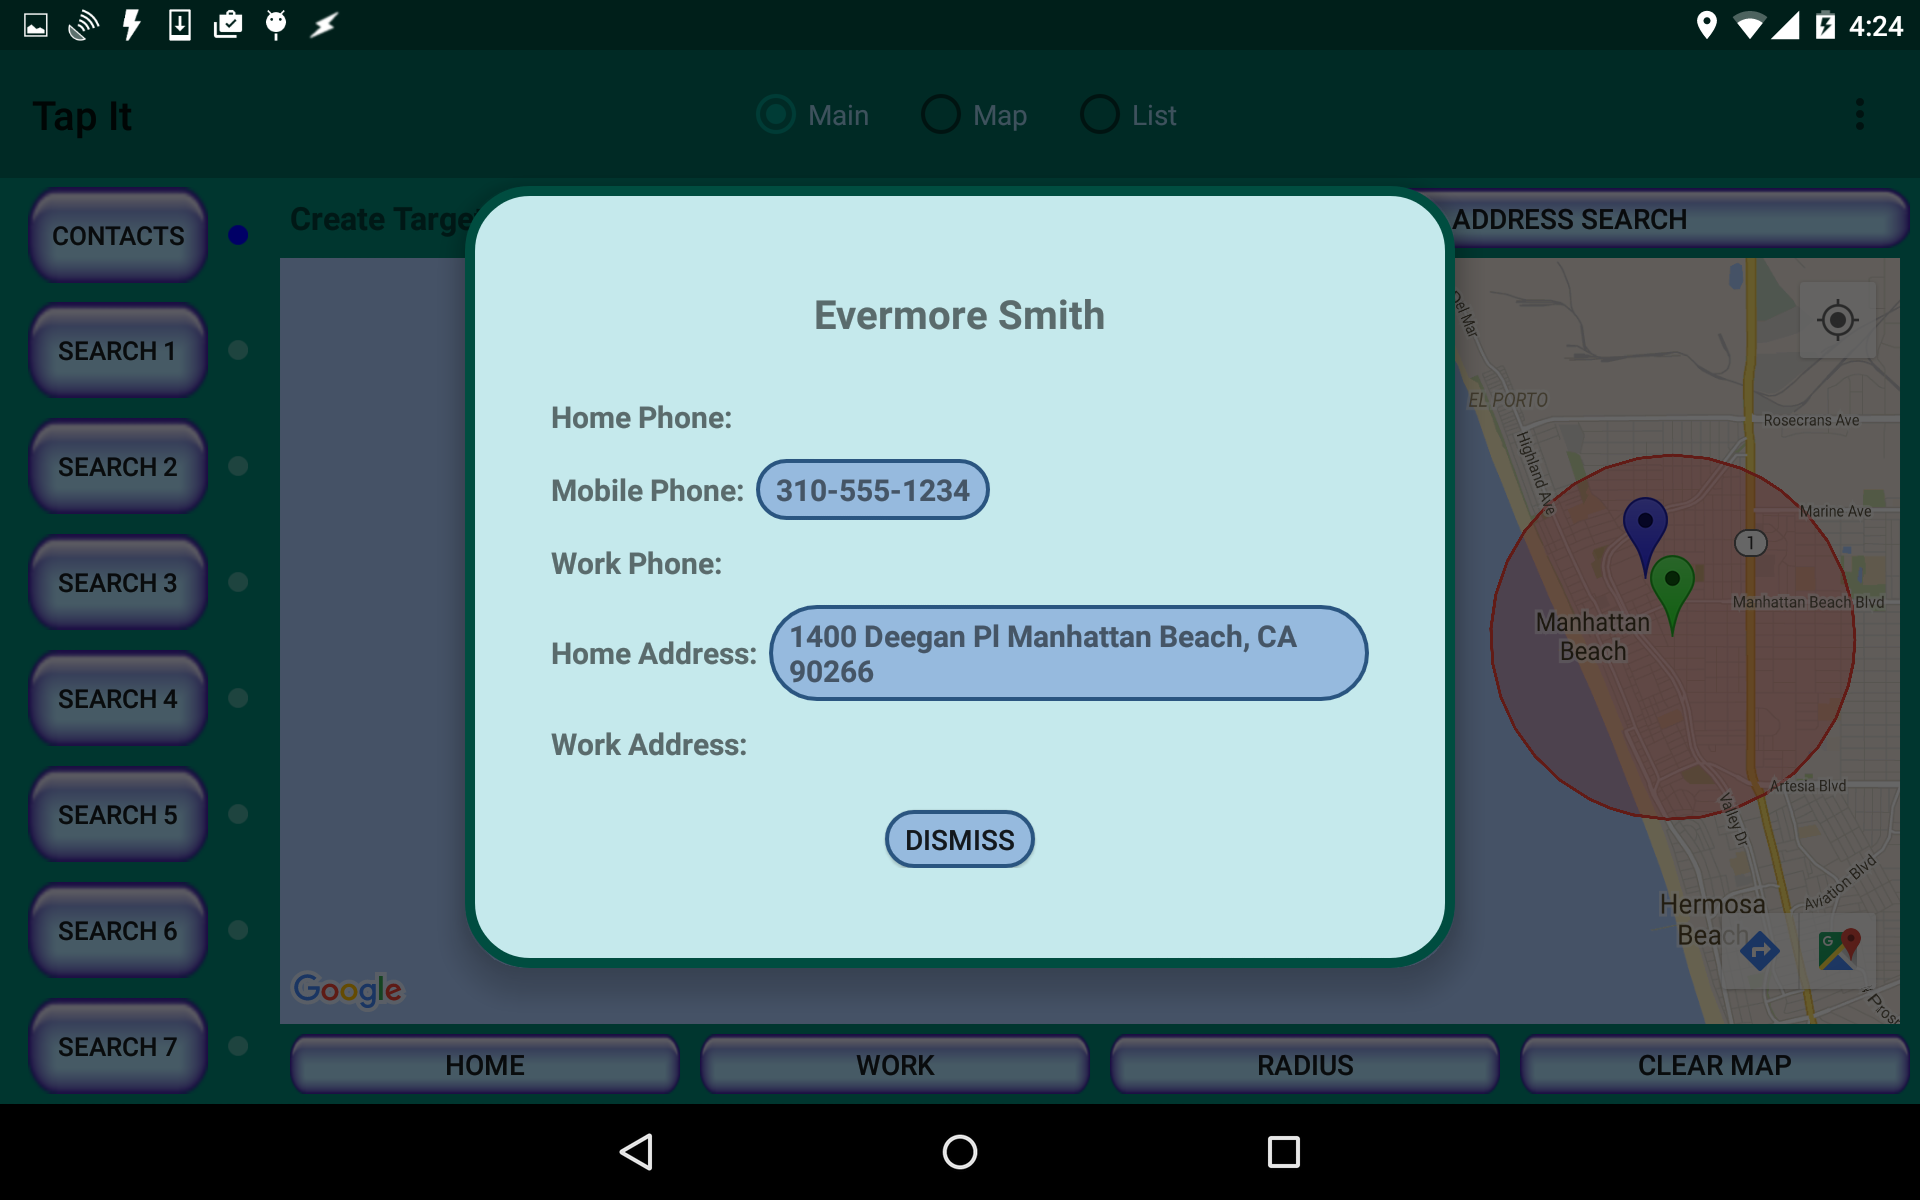 4:24
Tap It
Main
Map
List
CONTACTS
Create Targe
ADDRESS SEARCH
SEARCH 1
SEARCH 2
SEARCH 3
SEARCH 4
SEARCH 5
SEARCH 6
SEARCH 7
Evermore Smith
Home Phone:
Mobile Phone: 310-555-1234
Work Phone:
Home Address: 1400 Deegan Pl Manhattan Beach, CA
90266
Work Address:
DISMISS
Del Mar
EL PORTO
Rosecrans Ave
Highland Ave
Marine Ave
1
Manhattan Beach Blvd
Manhattan
Beach
Artesia Blvd
Valley Dr
Aviation Blvd
Hermosa
Beach
Google
HOME
WORK
RADIUS
CLEAR MAP